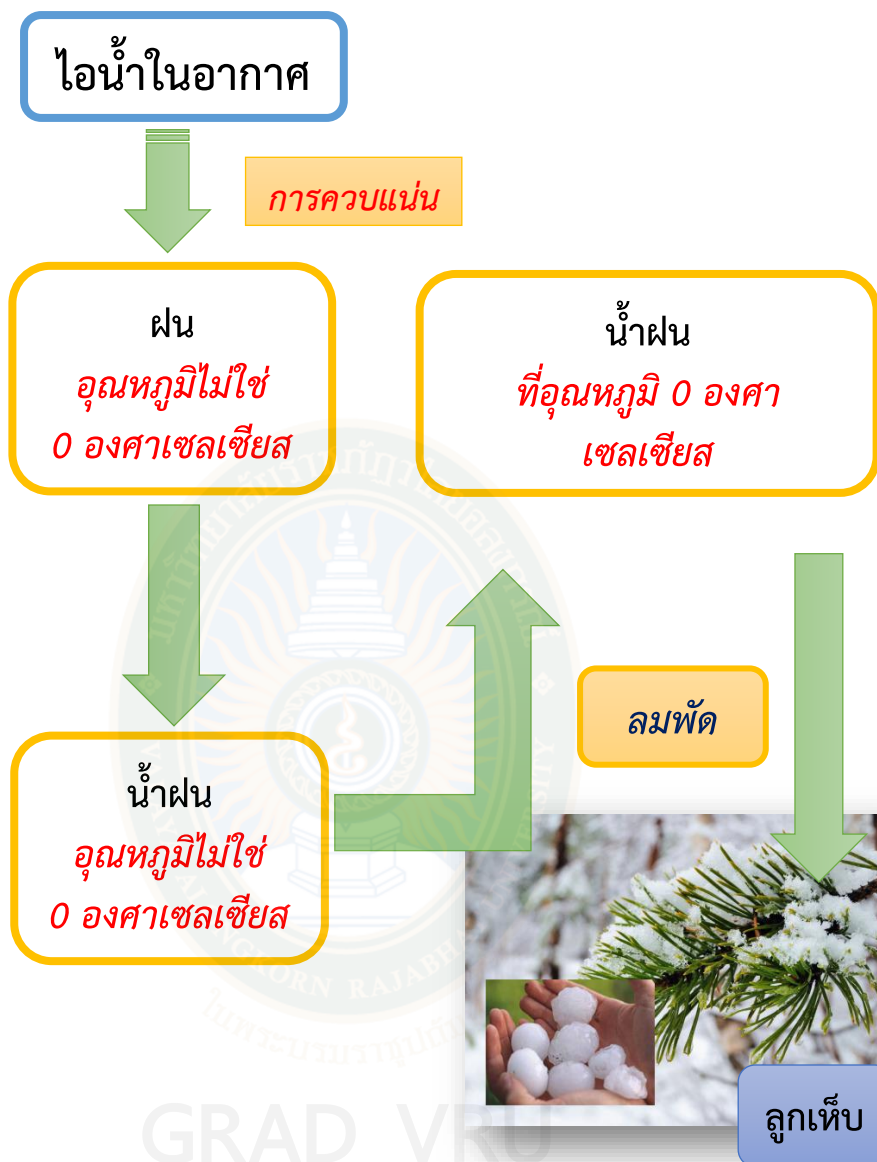 ไอน้ำในอากาศ
การควบแน่น
ฝน
อุณหภูมิไม่ใช่
0 องศาเซลเซียส
น้ำฝน
ที่อุณหภูมิ 0 องศา
เซลเซียส
ลมพัด
น้ำฝน
อุณหภูมิไม่ใช่
0 องศาเซลเซียส
ลูกเห็บ
GRAD VRU